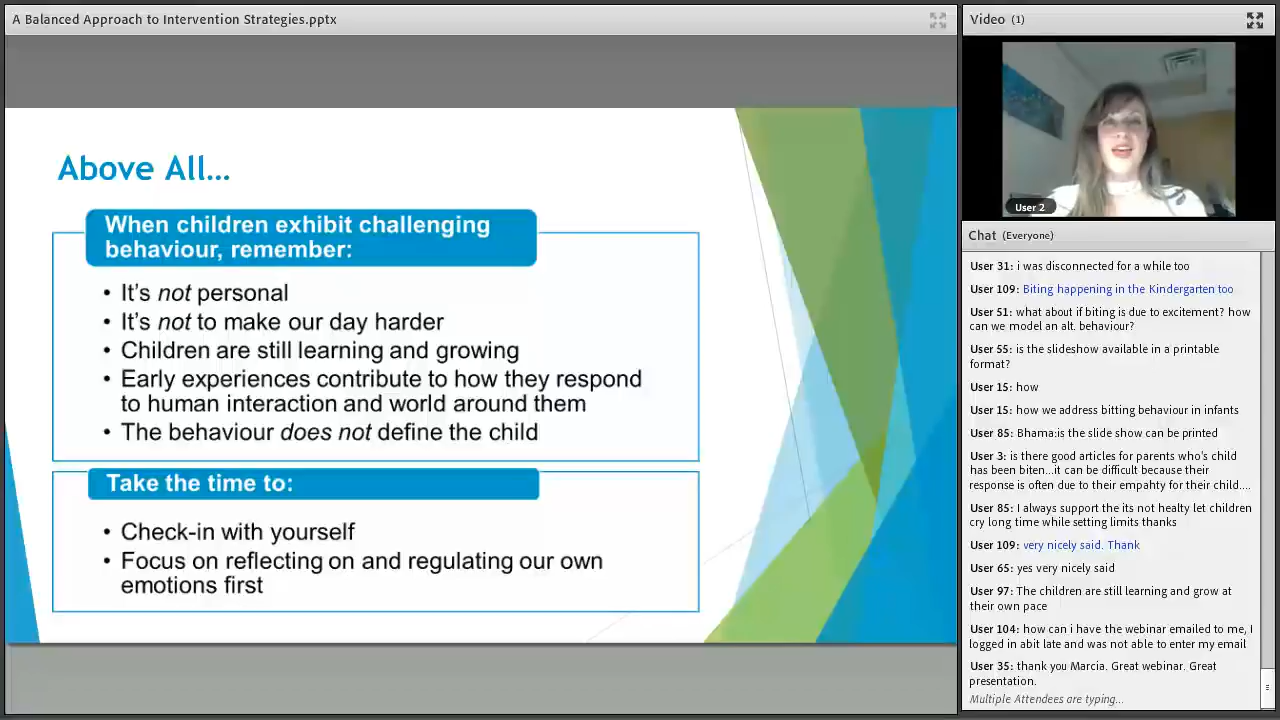 A Balanced Approach to Intervention Strategies.pptx
Above All...
When children exhibit challenging
behaviour, remember:
• It's not personal
• It's not to make our day harder
• Children are still learning and growing
• Early experiences contribute to how they respond
to human interaction and world around them
• The behaviour does not define the child
Take the time to:
• Check-in with yourself
• Focus on reflecting on and regulating our own
emotions first
Video (1)
User 2
Chat (Everyone)
User 31: i was disconnected for a while too
User 109: Biting happening in the Kindergarten too
User 51: what about if biting is due to excitement? how
can we model an alt. behaviour?
User 55: is the slideshow available in a printable
format?
User 15: how
User 15: how we address bitting behaviour in infants
User 85: Bhama:is the slide show can be printed
User 3: is there good articles for parents who's child
has been biten...it can be difficult because their
response is often due to their empahty for their child....
User 85: I always support the its not healty let children
cry long time while setting limits thanks
User 109: very nicely said. Thank
User 65: yes very nicely said
User 97: The children are still learning and grow at
their own pace
User 104: how can i have the webinar emailed to me, I
logged in abit late and was not able to enter my email
User 35: thank you Marcia. Great webinar. Great
presentation.
Multiple Attendees are typing...